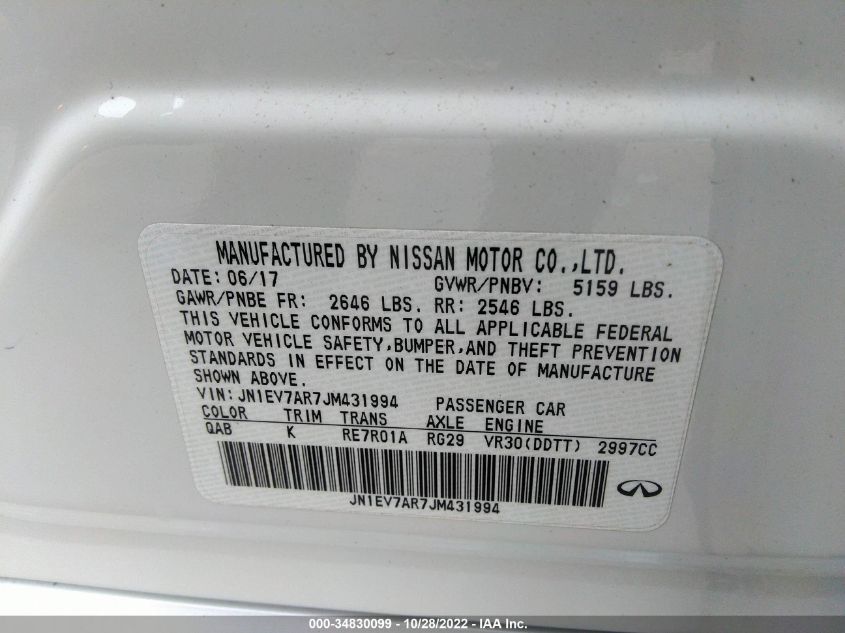 MANUFACTURED BY NISSAN MOTOR CO.,LTD.
DATE: 06/17 GVWR/PNBV: 5159 LBS.
GAWR/PNBE FR: 2646 LBS. RR: 2546 LBS.
THIS VEHICLE CONFORMS TO ALL APPLICABLE FEDERAL
MOTOR VEHICLE SAFETY,BUMPER,AND THEFT PREVENTION
STANDARDS IN EFFECT ON THE DATE OF MANUFACTURE
SHOWN ABOVE.
VIN:JN1EV7AR7JM431994 PASSENGER CAR
COLOR TRIM TRANS AXLE ENGINE
QAB K RE7R01A RG29 VR30(DDTT) 2997CC
JN1EV7AR7JM431994
000-34830099 - 10/28/2022 - IAA Inc.